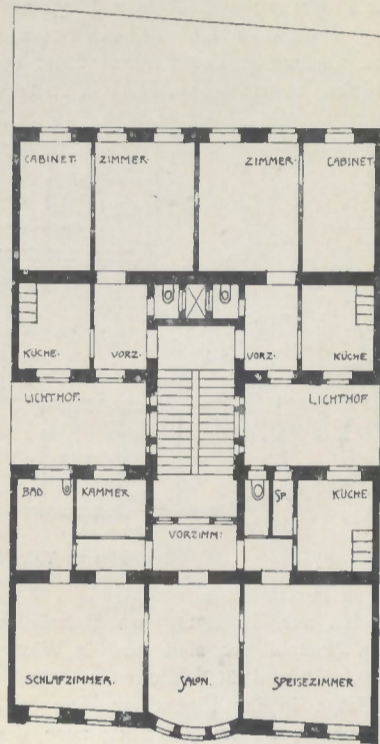 CABINET.
ZIMMER.
ZIMMER.
CABINET.
KÜCHE.
VORZ.
VORZ.
KÜCHE
LICHTHOF.
LICHTHOF
BAD
KAMMER
SP.
KÜCHE
VORZIMM:
SCHLAFZIMMER.
SALON.
SPEISEZIMMER